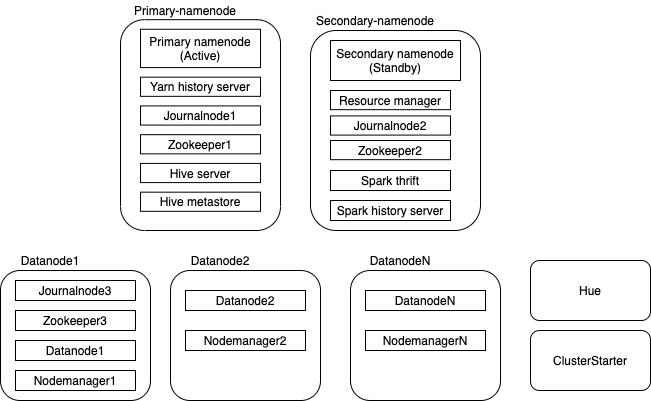 Primary-namenode
Primary namenode
(Active)
Yarn history server
Journalnode1
Zookeeper1
Hive server
Hive metastore
Secondary-namenode
Secondary namenode
(Standby)
Resource manager
Journalnode2
Zookeeper2
Spark thrift
Spark history server
Datanode1
Journalnode3
Zookeeper3
Datanode1
Nodemanager1
Datanode2
Datanode2
Nodemanager2
DatanodeN
DatanodeN
NodemanagerN
Hue
ClusterStarter